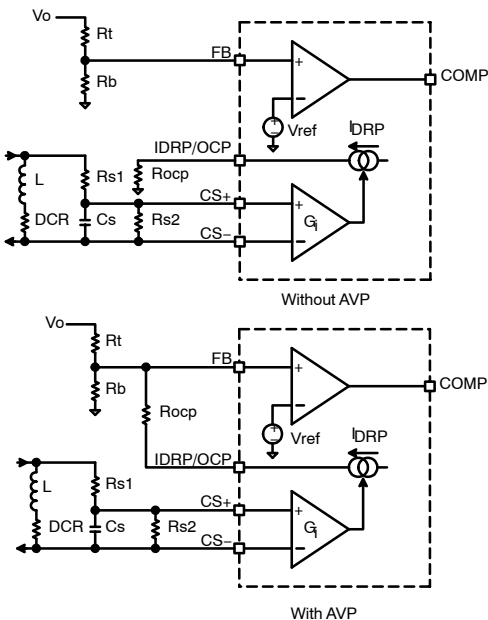 Vo
Rt
FB
Rb
COMP
Vref
IDRP/OCP
IDRP
L
Rs1
Rocp
CS+
DCR
Cs
Rs2
Gi
CS−
Without AVP
Vo
Rt
FB
Rb
COMP
Rocp
Vref
IDRP/OCP
IDRP
L
Rs1
CS+
DCR
Cs
Rs2
Gi
CS−
With AVP